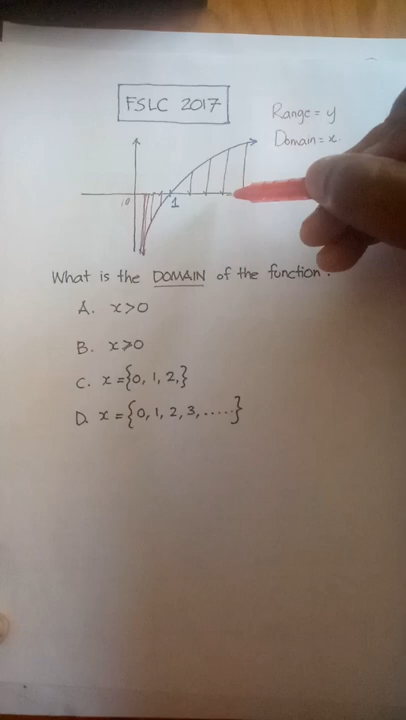 FSLC 2017
Range = y
Domain = x.
0
1
What is the DOMAIN of the function?
A. x>0
B. x⩾0
C. x={0, 1, 2,}
D. x={0, 1, 2, 3, .....}